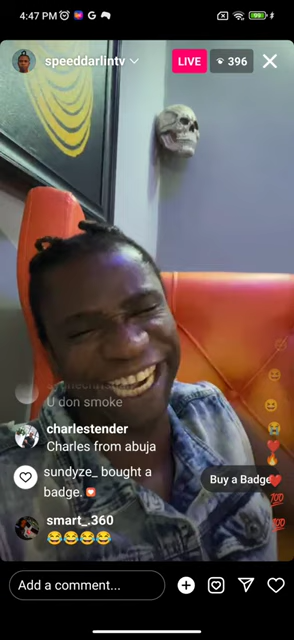 4:47 PM
speeddarlintv
LIVE
396
U don smoke
charlestender
Charles from abuja
sundyze_ bought a
badge.
Buy a Badge
smart_.360
Add a comment...